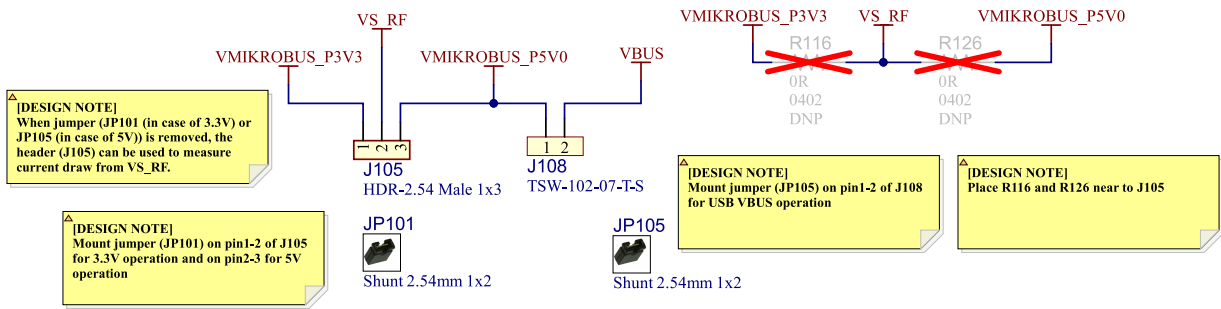 VS_RF
VMIKROBUS_P3V3
VMIKROBUS_P5V0
VBUS
1
2
3
J105
HDR-2.54 Male 1x3
1 2
J108
TSW-102-07-T-S
VMIKROBUS_P3V3
VS_RF
VMIKROBUS_P5V0
R116
0R
0402
DNP
R126
0R
0402
DNP
[DESIGN NOTE]
When jumper (JP101 (in case of 3.3V) or
JP105 (in case of 5V)) is removed, the
header (J105) can be used to measure
current draw from VS_RF.
[DESIGN NOTE]
Mount jumper (JP101) on pin1-2 of J105
for 3.3V operation and on pin2-3 for 5V
operation
JP101
Shunt 2.54mm 1x2
JP105
Shunt 2.54mm 1x2
[DESIGN NOTE]
Mount jumper (JP105) on pin1-2 of J108
for USB VBUS operation
[DESIGN NOTE]
Place R116 and R126 near to J105